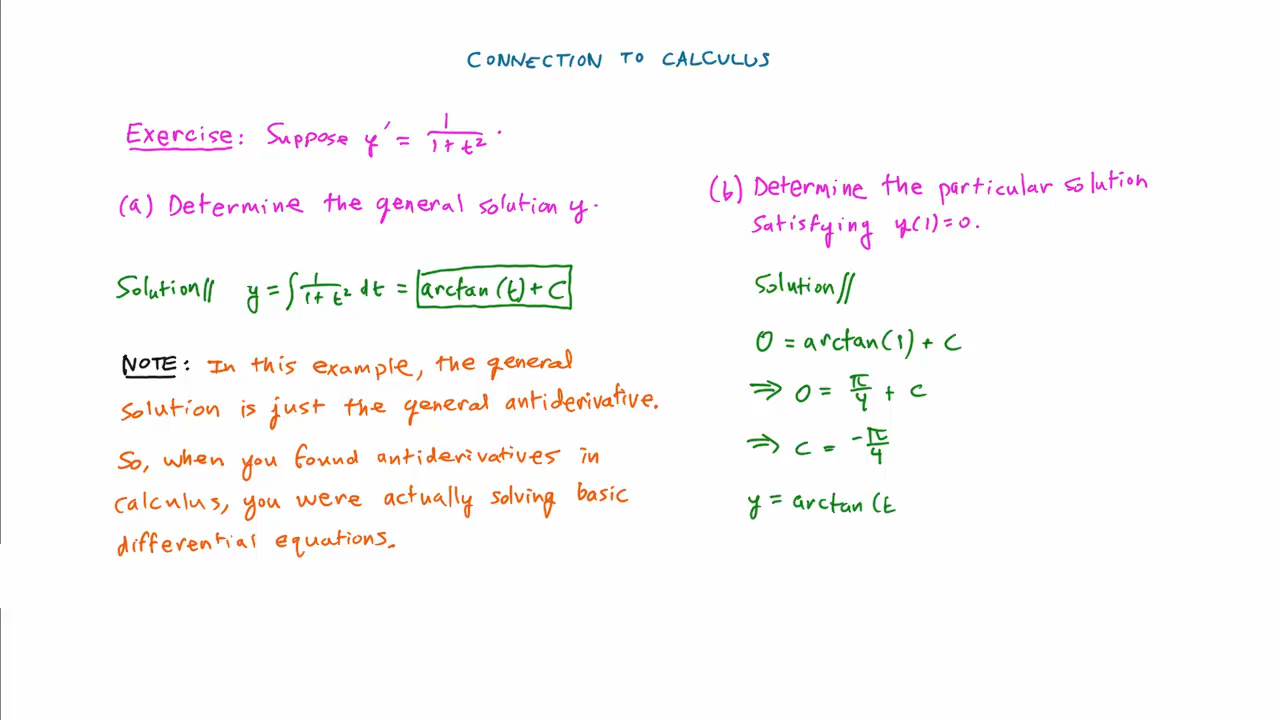 CONNECTION TO CALCULUS
Exercise: Suppose y' = 1/(1+t²).
(a) Determine the general solution y.
Solution// y = ∫ 1/(1+t²) dt = arctan(t) + C
NOTE: In this example, the general
solution is just the general antiderivative.
So, when you found antiderivatives in
calculus, you were actually solving basic
differential equations.
(b) Determine the particular solution
satisfying y(1)=0.
Solution//
0 = arctan(1) + C
⇒ 0 = π/4 + C
⇒ C = -π/4
y = arctan(t